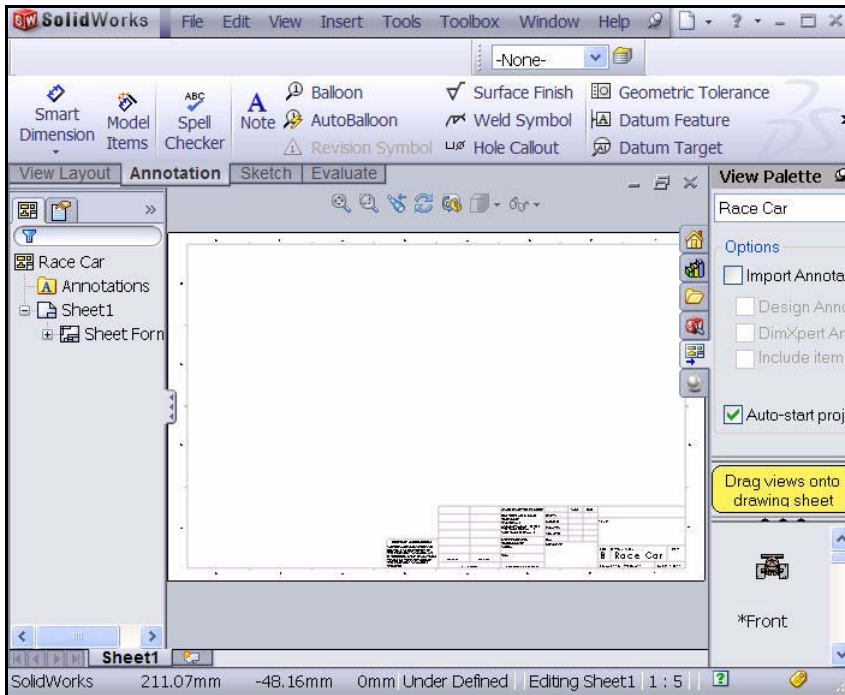 SolidWorks File Edit View Insert Tools Toolbox Window Help ?
-None-
Smart Dimension
Model Items
ABC
Spell Checker
A
Note
Balloon
AutoBalloon
Revision Symbol
Surface Finish
Weld Symbol
Hole Callout
Geometric Tolerance
Datum Feature
Datum Target
View Layout Annotation Sketch Evaluate
Race Car
Annotations
Sheet1
Sheet Forn
B Race Car
View Palette
Race Car
Options
Import Annota
Design Anno
DimXpert An
Include item
Auto-start proj
Drag views onto
drawing sheet
*Front
Sheet1
SolidWorks 211.07mm -48.16mm 0mm Under Defined Editing Sheet1 1 : 5 ?